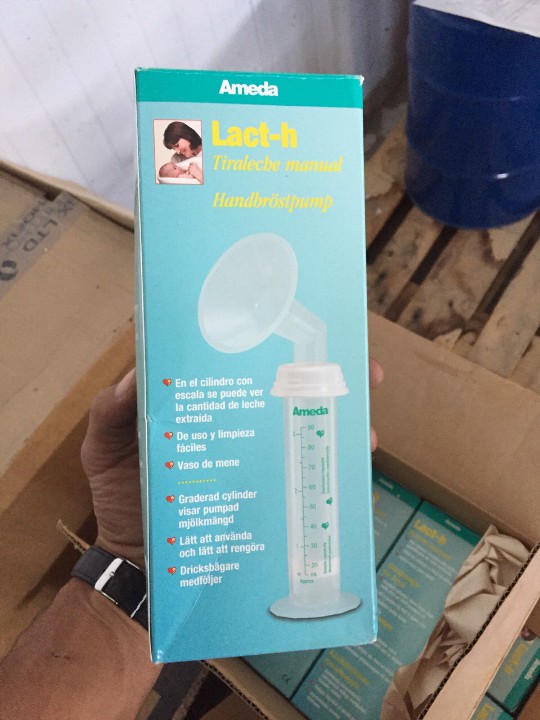 Ameda
Lact-h
Tiraleche manual
Handbröstpump
En el cilindro con
escala se puede ver
la cantidad de leche
extraida
De uso y limpieza
fáciles
Vaso de mene
Graderad cylinder
visar pumpad
mjölkmängd
Lätt att använda
och lätt att rengöra
Dricksbägare
medföljer
Ameda
Ameda
Lact-h
LTD